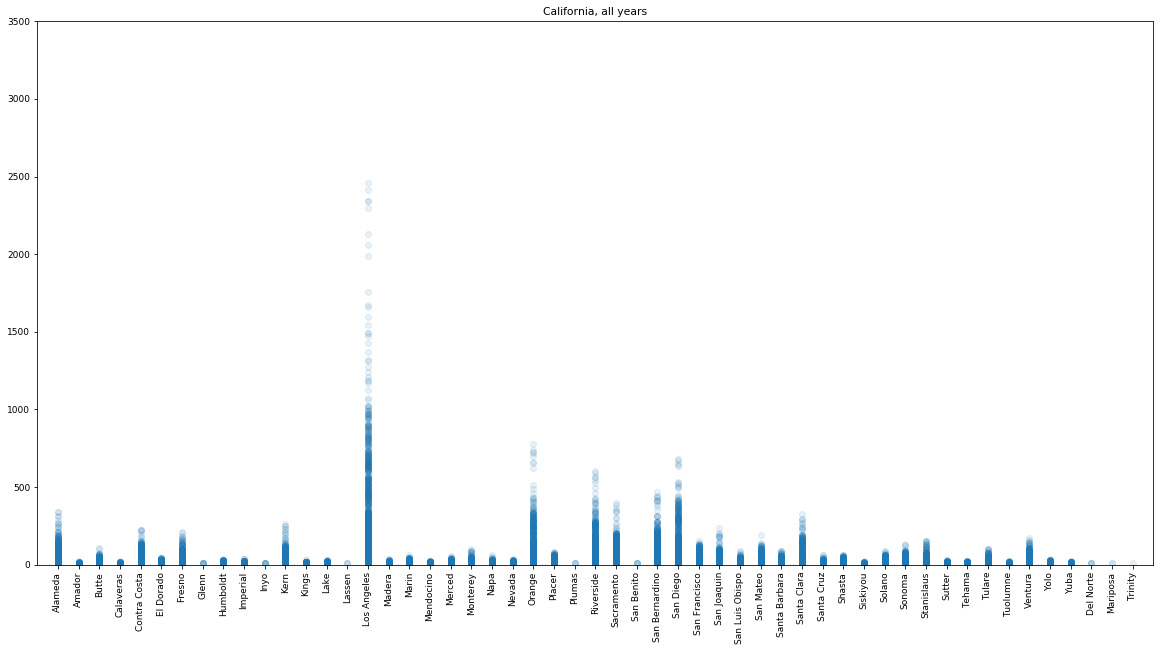 California, all years
3500
3000
2500
2000
1500
1000
500
0
Alameda
Amador
Butte
Calaveras
Contra Costa
El Dorado
Fresno
Glenn
Humboldt
Imperial
Inyo
Kern
Kings
Lake
Lassen
Los Angeles
Madera
Marin
Mendocino
Merced
Monterey
Napa
Nevada
Orange
Placer
Plumas
Riverside
Sacramento
San Benito
San Bernardino
San Diego
San Francisco
San Joaquin
San Luis Obispo
San Mateo
Santa Barbara
Santa Clara
Santa Cruz
Shasta
Siskiyou
Solano
Sonoma
Stanislaus
Sutter
Tehama
Tulare
Tuolumne
Ventura
Yolo
Yuba
Del Norte
Mariposa
Trinity